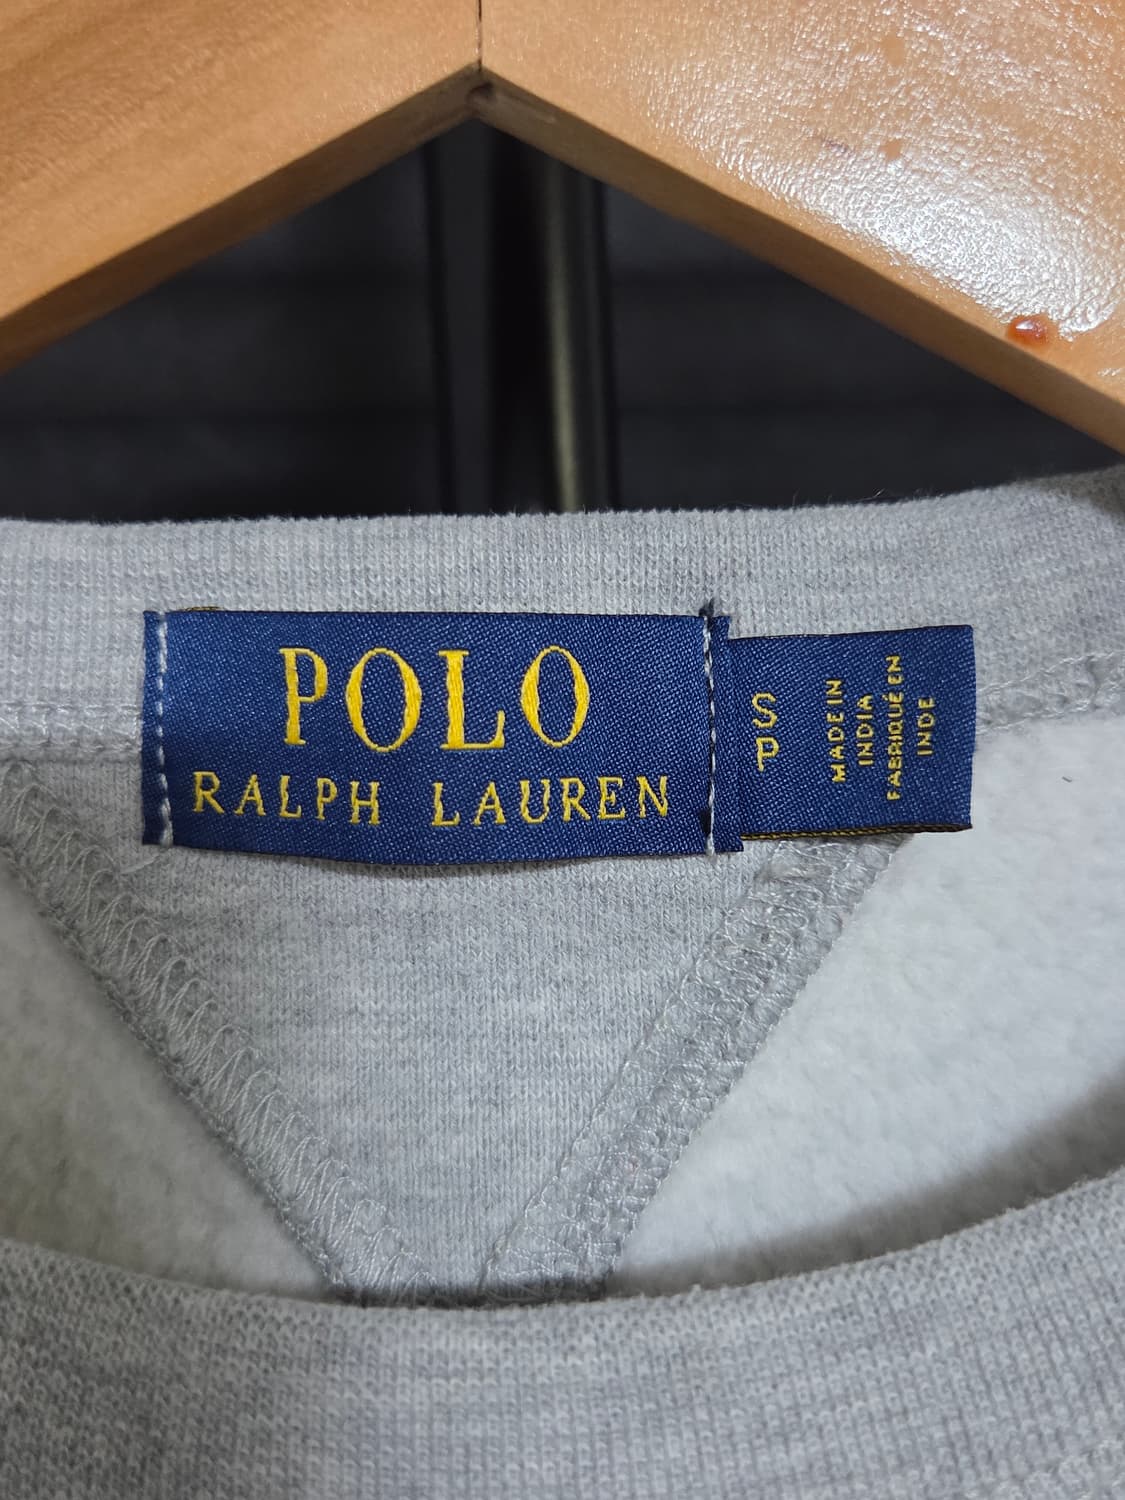 POLO
RALPH LAUREN
S
P
MADE IN
INDIA
FABRIQUÉ EN
INDE